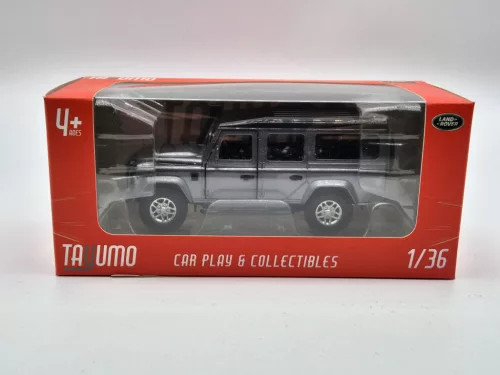 4+
AGES
LAND
ROVER
TAYUMO
CAR PLAY & COLLECTIBLES
1/36